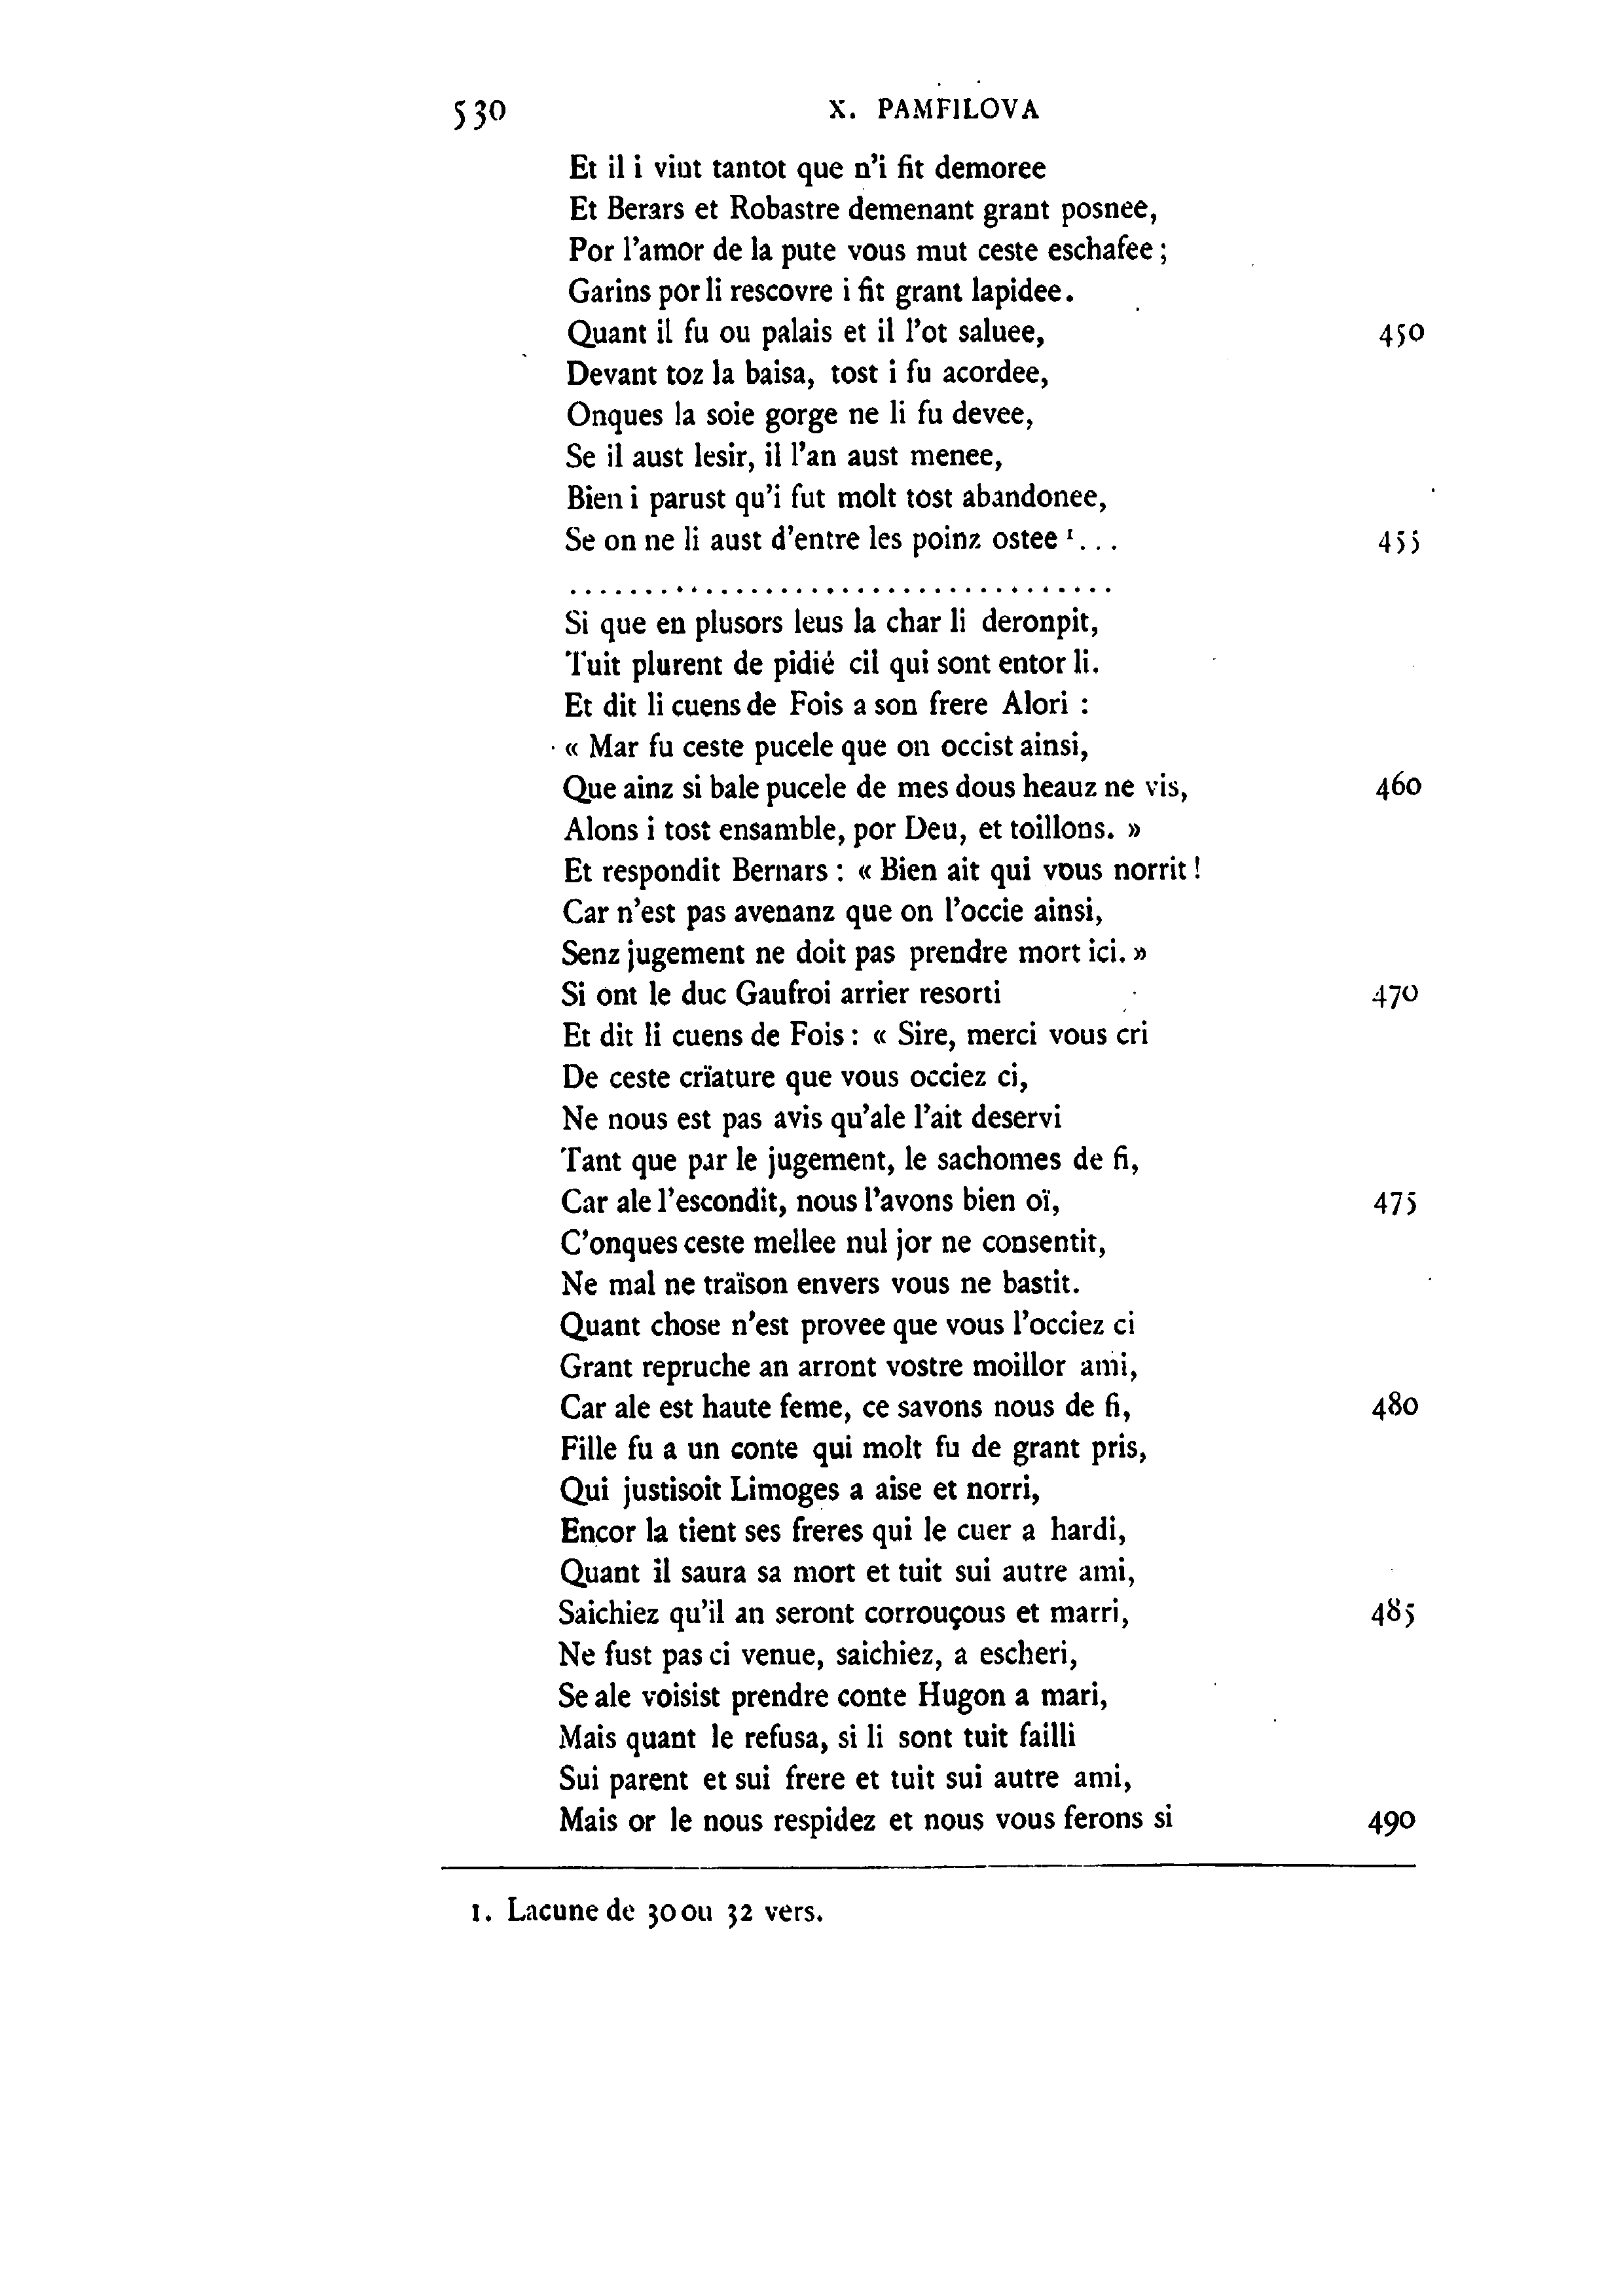 530 X. PAMFILOVA
Et il i vint tantot que n'i fit demoree
Et Berars et Robastre demenant grant posnee,
Por l'amor de la pute vous mut ceste eschafee ;
Garins por li rescovre i fit grant lapidee.
Quant il fu ou palais et il l'ot saluee, 450
Devant toz la baisa, tost i fu acordee,
Onques la soie gorge ne li fu devee,
Se il aust lesir, il l'an aust menee,
Bien i parust qu'i fut molt tost abandonee,
Se on ne li aust d'entre les poinz ostee ¹... 455
....................................
Si que en plusors leus la char li deronpit,
Tuit plurent de pidié cil qui sont entor li.
Et dit li cuens de Fois a son frere Alori :
« Mar fu ceste pucele que on occist ainsi,
Que ainz si bale pucele de mes dous heauz ne vis, 460
Alons i tost ensamble, por Deu, et toillons. »
Et respondit Bernars : « Bien ait qui vous norrit !
Car n'est pas avenanz que on l'occie ainsi,
Senz jugement ne doit pas prendre mort ici. »
Si ont le duc Gaufroi arrier resorti 470
Et dit li cuens de Fois : « Sire, merci vous cri
De ceste crïature que vous occiez ci,
Ne nous est pas avis qu'ale l'ait deservi
Tant que par le jugement, le sachomes de fi,
Car ale l'escondit, nous l'avons bien oï, 475
C'onques ceste mellee nul jor ne consentit,
Ne mal ne traïson envers vous ne bastit.
Quant chose n'est provee que vous l'occiez ci
Grant repruche an arront vostre moillor ami,
Car ale est haute feme, ce savons nous de fi, 480
Fille fu a un conte qui molt fu de grant pris,
Qui justisoit Limoges a aise et norri,
Encor la tient ses freres qui le cuer a hardi,
Quant il saura sa mort et tuit sui autre ami,
Saichiez qu'il an seront corrouços et marri, 485
Ne fust pas ci venue, saichiez, a escheri,
Se ale voisist prendre conte Hugon a mari,
Mais quant le refusa, si li sont tuit failli
Sui parent et sui frere et tuit sui autre ami,
Mais or le nous respidez et nous vous ferons si 490
1. Lacune de 30 ou 32 vers.